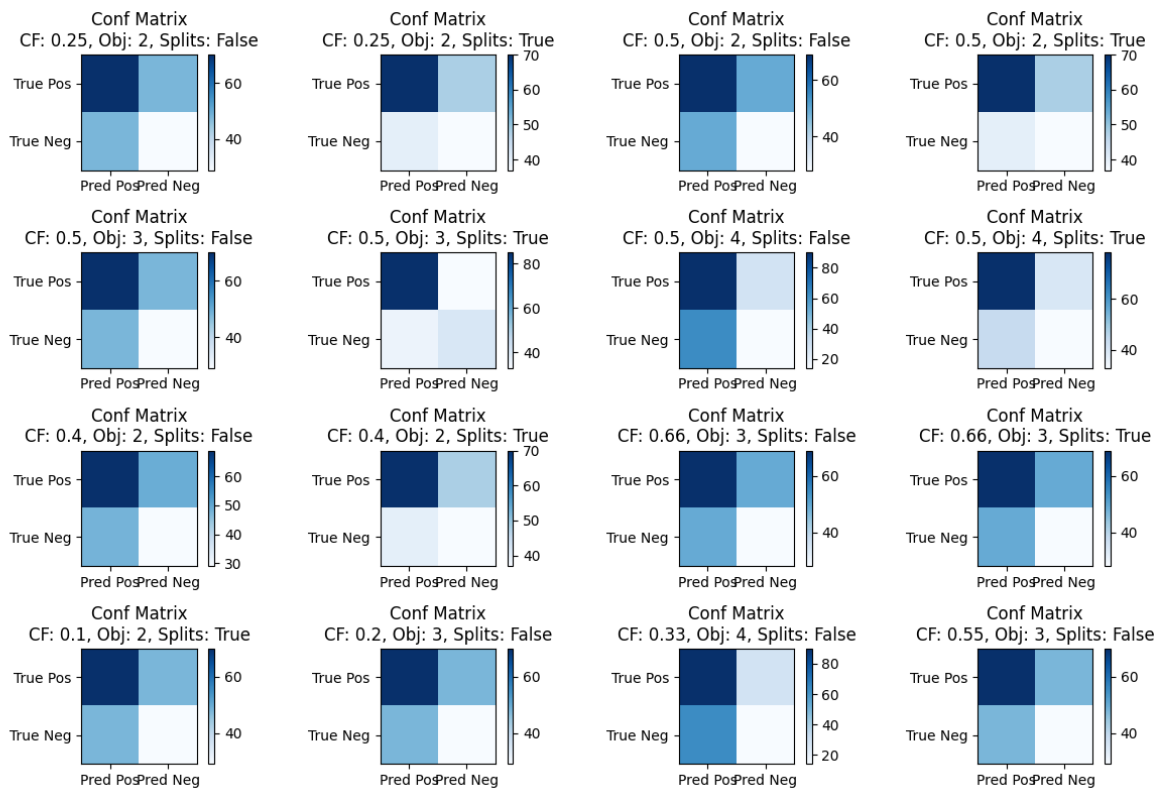 Conf Matrix
CF: 0.25, Obj: 2, Splits: False
True Pos
True Neg
Pred Pos
Pred Neg
60
40
Conf Matrix
CF: 0.25, Obj: 2, Splits: True
True Pos
True Neg
Pred Pos
Pred Neg
70
60
50
40
Conf Matrix
CF: 0.5, Obj: 2, Splits: False
True Pos
True Neg
Pred Pos
Pred Neg
60
40
Conf Matrix
CF: 0.5, Obj: 2, Splits: True
True Pos
True Neg
Pred Pos
Pred Neg
70
60
50
40
Conf Matrix
CF: 0.5, Obj: 3, Splits: False
True Pos
True Neg
Pred Pos
Pred Neg
60
40
Conf Matrix
CF: 0.5, Obj: 3, Splits: True
True Pos
True Neg
Pred Pos
Pred Neg
80
60
40
Conf Matrix
CF: 0.5, Obj: 4, Splits: False
True Pos
True Neg
Pred Pos
Pred Neg
80
60
40
20
Conf Matrix
CF: 0.5, Obj: 4, Splits: True
True Pos
True Neg
Pred Pos
Pred Neg
60
40
Conf Matrix
CF: 0.4, Obj: 2, Splits: False
True Pos
True Neg
Pred Pos
Pred Neg
60
50
40
30
Conf Matrix
CF: 0.4, Obj: 2, Splits: True
True Pos
True Neg
Pred Pos
Pred Neg
70
60
50
40
Conf Matrix
CF: 0.66, Obj: 3, Splits: False
True Pos
True Neg
Pred Pos
Pred Neg
60
40
Conf Matrix
CF: 0.66, Obj: 3, Splits: True
True Pos
True Neg
Pred Pos
Pred Neg
60
40
Conf Matrix
CF: 0.1, Obj: 2, Splits: True
True Pos
True Neg
Pred Pos
Pred Neg
60
40
Conf Matrix
CF: 0.2, Obj: 3, Splits: False
True Pos
True Neg
Pred Pos
Pred Neg
60
40
Conf Matrix
CF: 0.33, Obj: 4, Splits: False
True Pos
True Neg
Pred Pos
Pred Neg
80
60
40
20
Conf Matrix
CF: 0.55, Obj: 3, Splits: False
True Pos
True Neg
Pred Pos
Pred Neg
60
40